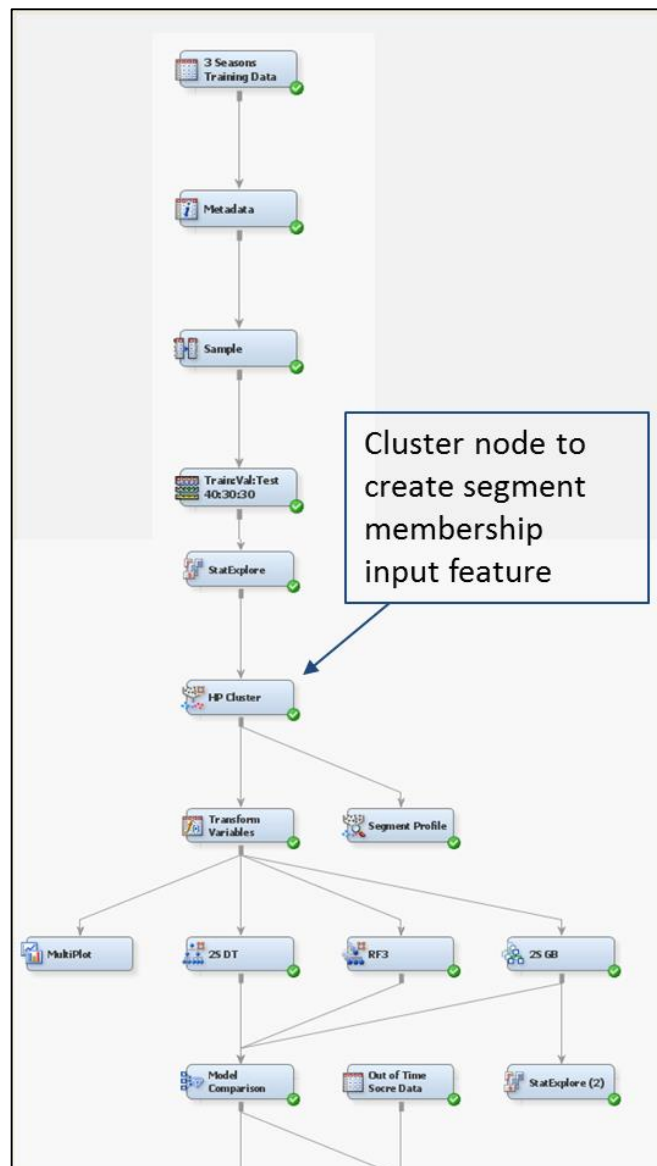 3 Seasons
Training Data
Metadata
Sample
Train:Val:Test
40:30:30
StatExplore
Cluster node to
create segment
membership
input feature
HP Cluster
Transform
Variables
Segment Profile
MultiPlot
2S DT
RF3
2S GB
Model
Comparison
Out of Time
Socre Data
StatExplore (2)